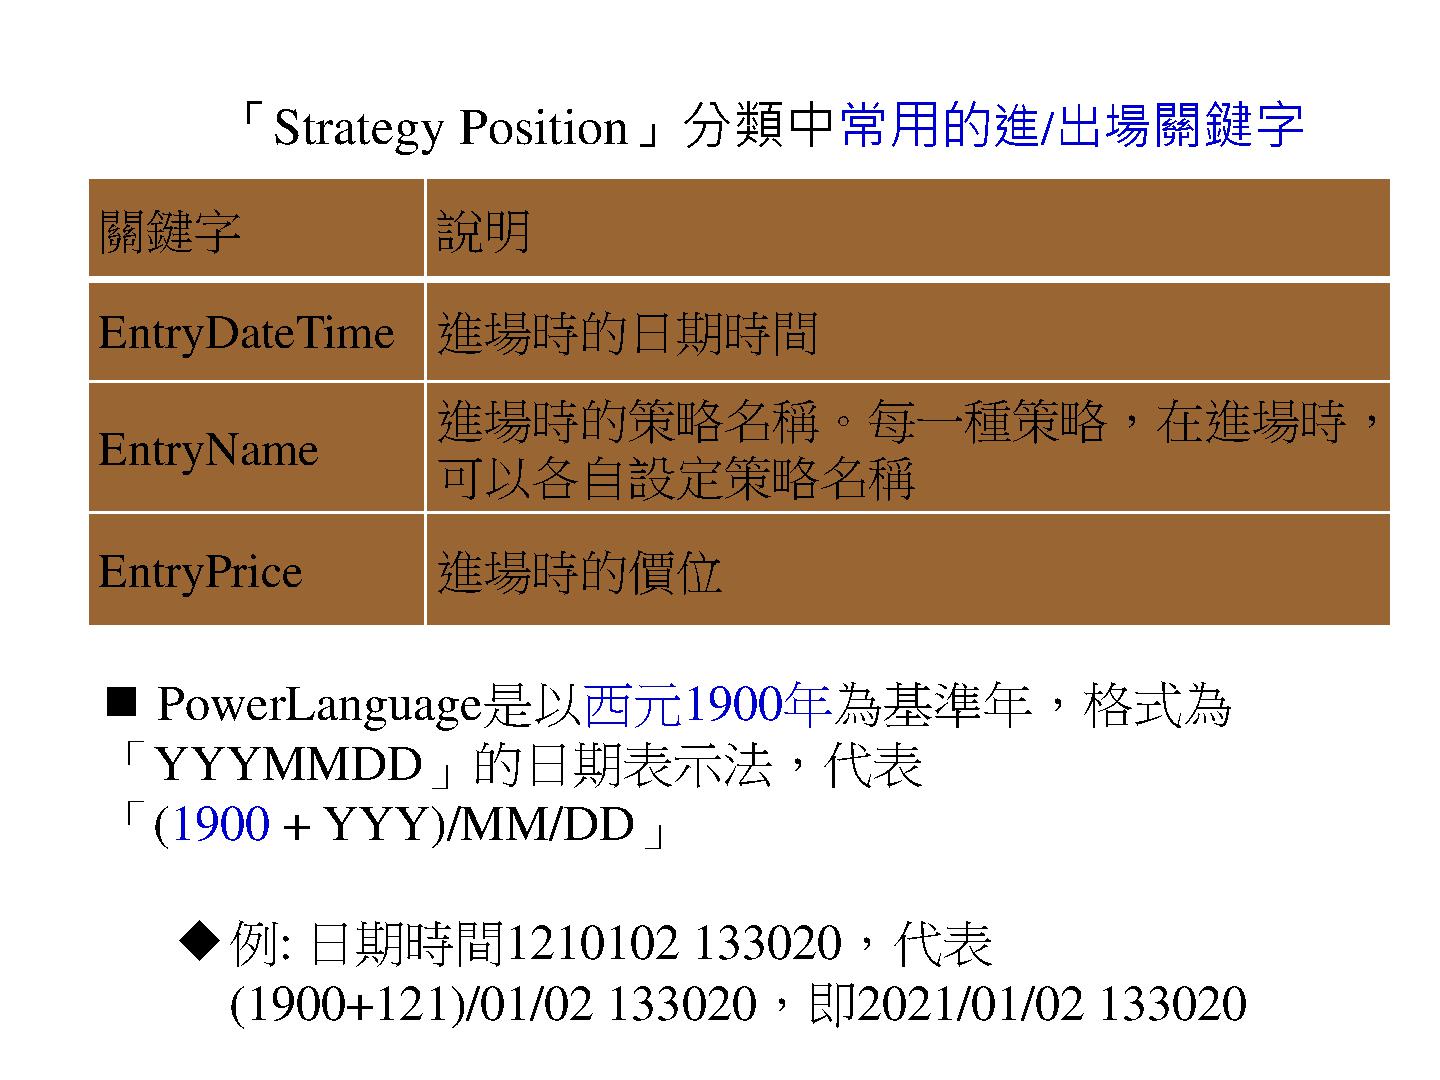 「Strategy Position」分類中常用的進/出場關鍵字
關鍵字 說明
EntryDateTime 進場時的日期時間
EntryName 進場時的策略名稱。每一種策略，在進場時，
可以各自設定策略名稱
EntryPrice 進場時的價位
■ PowerLanguage是以西元1900年為基準年，格式為
「YYYMMDD」的日期表示法，代表
「(1900 + YYY)/MM/DD」
◆例: 日期時間1210102 133020，代表
(1900+121)/01/02 133020，即2021/01/02 133020